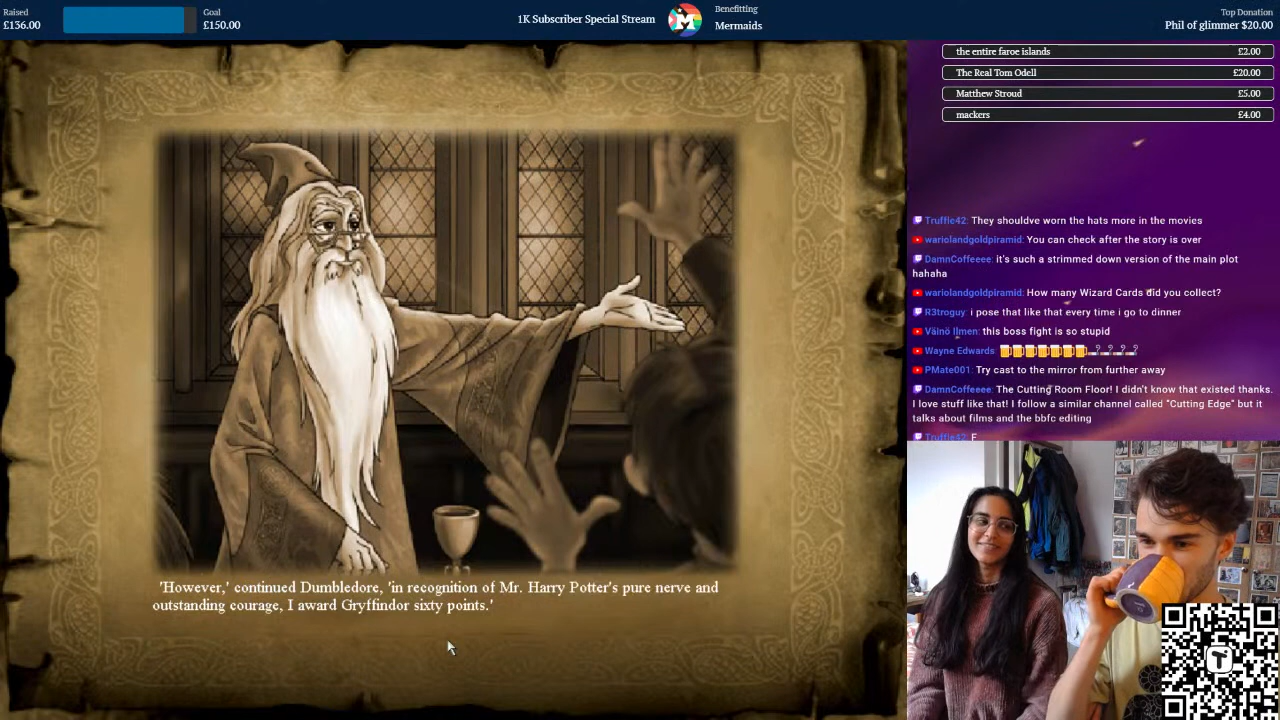 Raised
£136.00
Goal
£150.00
1K Subscriber Special Stream
M
Benefitting
Mermaids
Top Donation
Phil of glimmer $20.00
the entire faroe islands £2.00
The Real Tom Odell £20.00
Matthew Stroud £5.00
mackers £4.00
Truffle42: They shouldve worn the hats more in the movies
wariolandgoldpiramid: You can check after the story is over
DamnCoffeeee: it's such a strimmed down version of the main plot
hahaha
wariolandgoldpiramid: How many Wizard Cards did you collect?
R3troguy: i pose that like that every time i go to dinner
Väinö Ilmen: this boss fight is so stupid
Wayne Edwards:
PMate001: Try cast to the mirror from further away
DamnCoffeeee: The Cutting Room Floor! I didn't know that existed thanks.
I love stuff like that! I follow a similar channel called "Cutting Edge" but it
talks about films and the bbfc editing
Truffle42: F
'However,' continued Dumbledore, 'in recognition of Mr. Harry Potter's pure nerve and
outstanding courage, I award Gryffindor sixty points.'
T